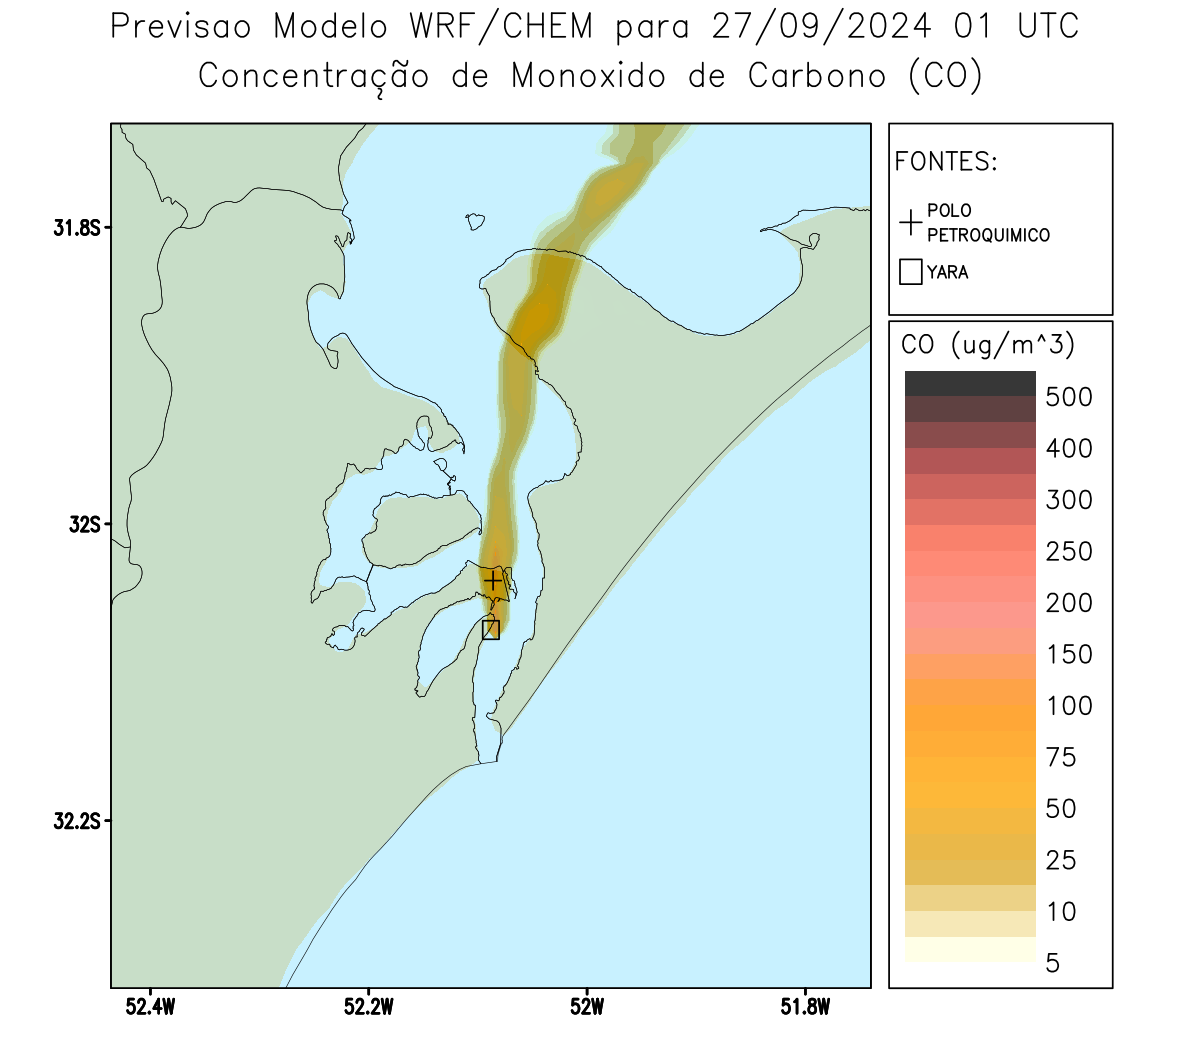 Previsao Modelo WRF/CHEM para 27/09/2024 01 UTC
Concentração de Monoxido de Carbono (CO)
FONTES:
POLO
PETROQUIMICO
YARA
CO (ug/m^3)
500
400
300
250
200
150
100
75
50
25
10
5
31.8S
32S
32.2S
52.4W
52.2W
52W
51.8W